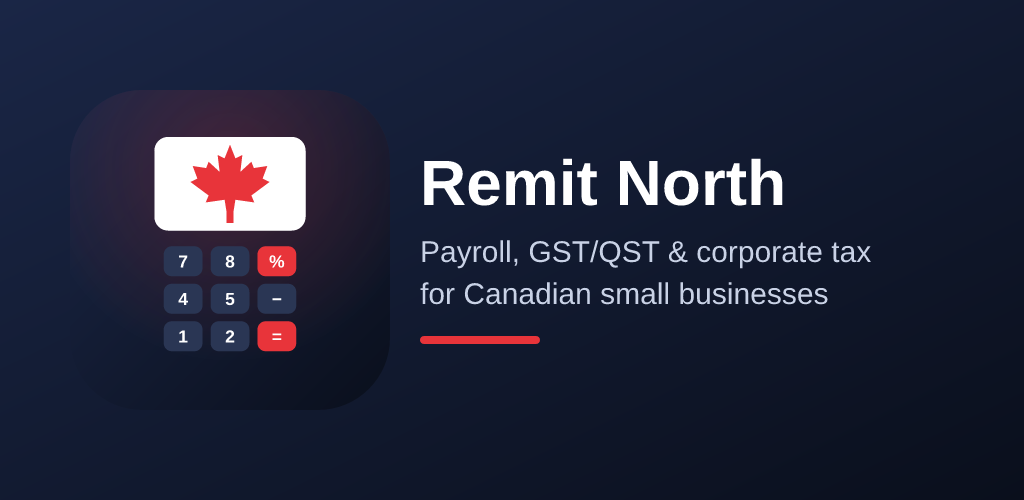 Remit North
Payroll, GST/QST & corporate tax
for Canadian small businesses
7 8 %
4 5 −
1 2 =